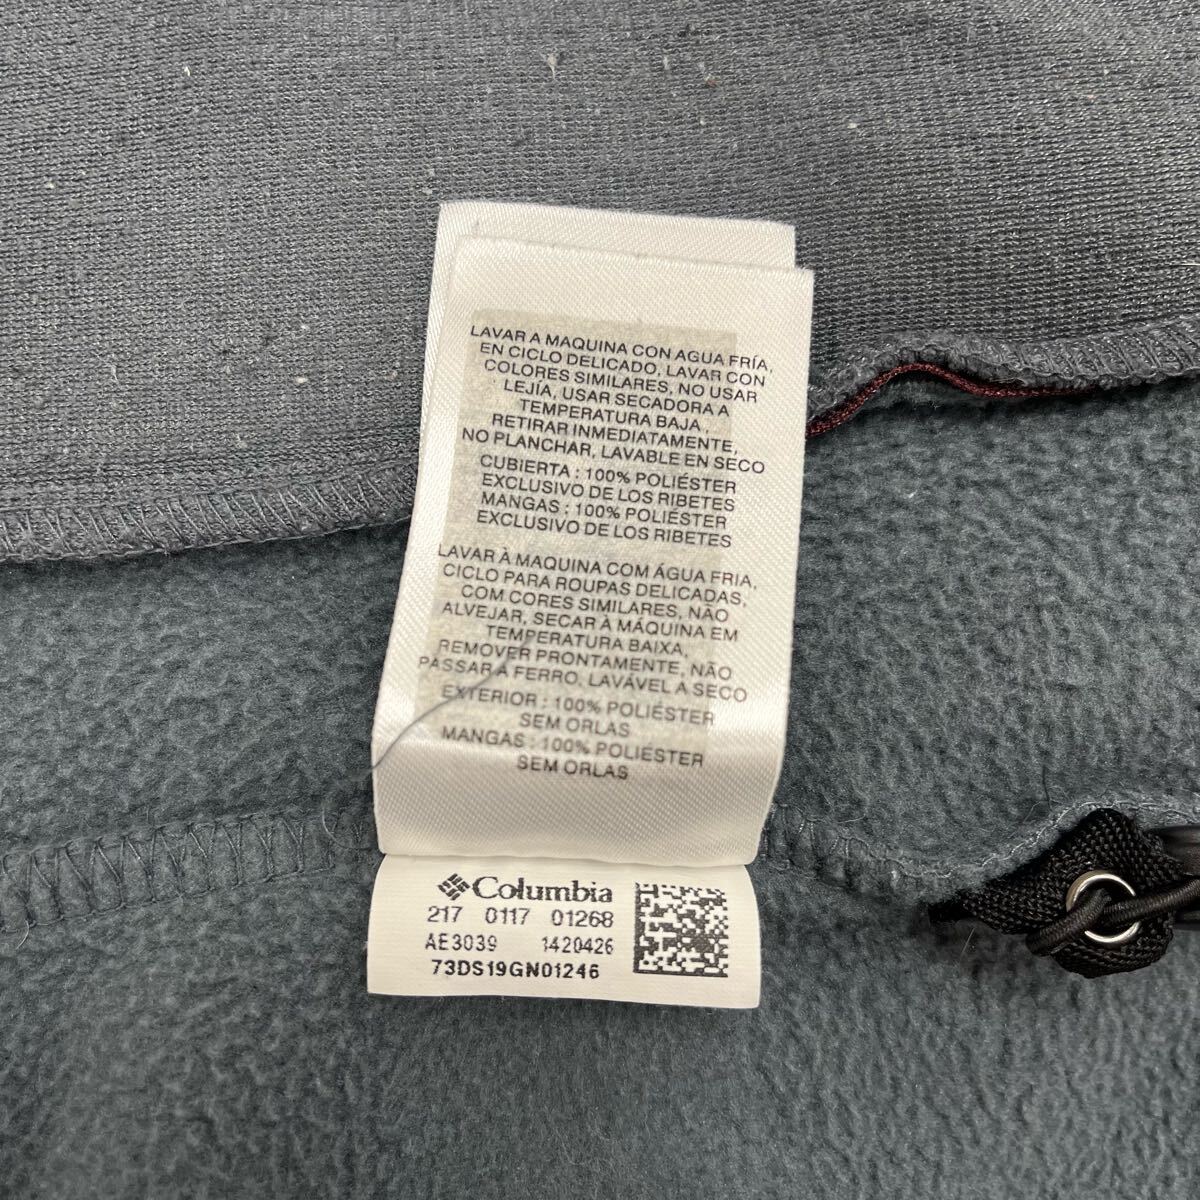 LAVAR A MAQUINA CON AGUA FRÍA,
EN CICLO DELICADO, LAVAR CON
COLORES SIMILARES, NO USAR
LEJÍA, USAR SECADORA A
TEMPERATURA BAJA ,
RETIRAR INMEDIATAMENTE,
NO PLANCHAR, LAVABLE EN SECO
CUBIERTA : 100% POLIÉSTER
EXCLUSIVO DE LOS RIBETES
MANGAS : 100% POLIÉSTER
EXCLUSIVO DE LOS RIBETES
LAVAR À MAQUINA COM ÁGUA FRIA,
CICLO PARA ROUPAS DELICADAS,
COM CORES SIMILARES, NÃO
ALVEJAR, SECAR À MÁQUINA EM
TEMPERATURA BAIXA,
REMOVER PRONTAMENTE, NÃO
PASSAR À FERRO, LAVÁVEL A SECO
EXTERIOR : 100% POLIÉSTER
SEM ORLAS
MANGAS : 100% POLIÉSTER
SEM ORLAS
Columbia
217 0117 01268
AE3039 1420426
73DS19GN01246